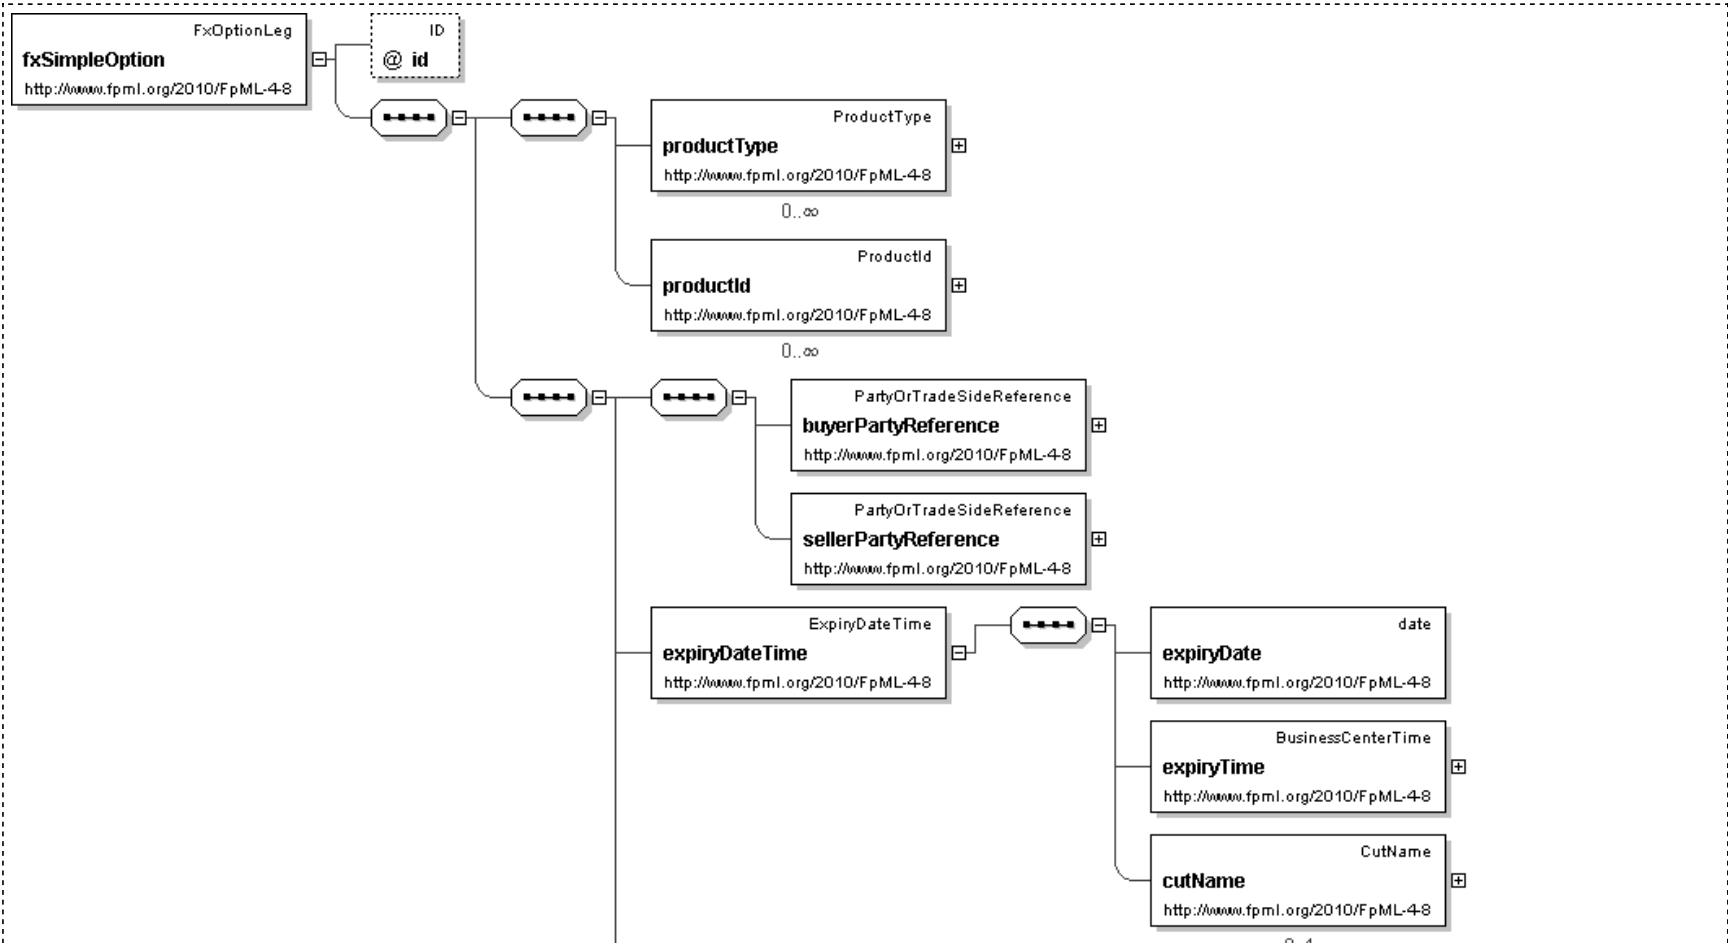 FxOptionLeg
fxSimpleOption
http://www.fpml.org/2010/FpML-4-8
ID
@ id
ProductType
productType
http://www.fpml.org/2010/FpML-4-8
0..∞
ProductId
productId
http://www.fpml.org/2010/FpML-4-8
0..∞
PartyOrTradeSideReference
buyerPartyReference
http://www.fpml.org/2010/FpML-4-8
PartyOrTradeSideReference
sellerPartyReference
http://www.fpml.org/2010/FpML-4-8
ExpiryDateTime
expiryDateTime
http://www.fpml.org/2010/FpML-4-8
date
expiryDate
http://www.fpml.org/2010/FpML-4-8
BusinessCenterTime
expiryTime
http://www.fpml.org/2010/FpML-4-8
CutName
cutName
http://www.fpml.org/2010/FpML-4-8